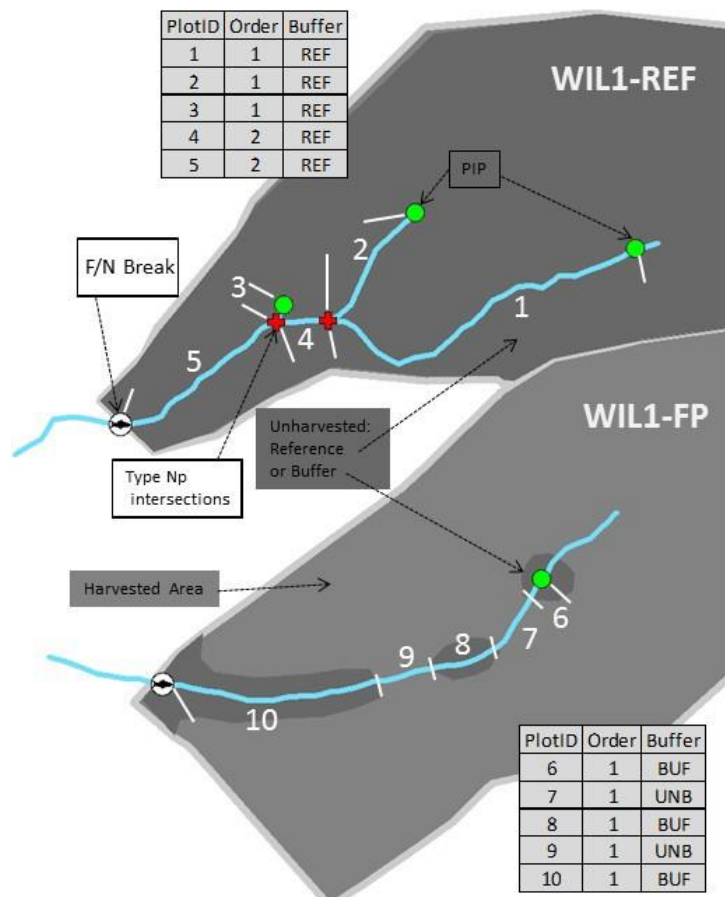 PlotID Order Buffer
1 1 REF
2 1 REF
3 1 REF
4 2 REF
5 2 REF
WIL1-REF
PIP
F/N Break
2
3
1
4
5
Unharvested:
Reference
or Buffer
WIL1-FP
Type Np
intersections
Harvested Area
6
7
8
9
10
PlotID Order Buffer
6 1 BUF
7 1 UNB
8 1 BUF
9 1 UNB
10 1 BUF